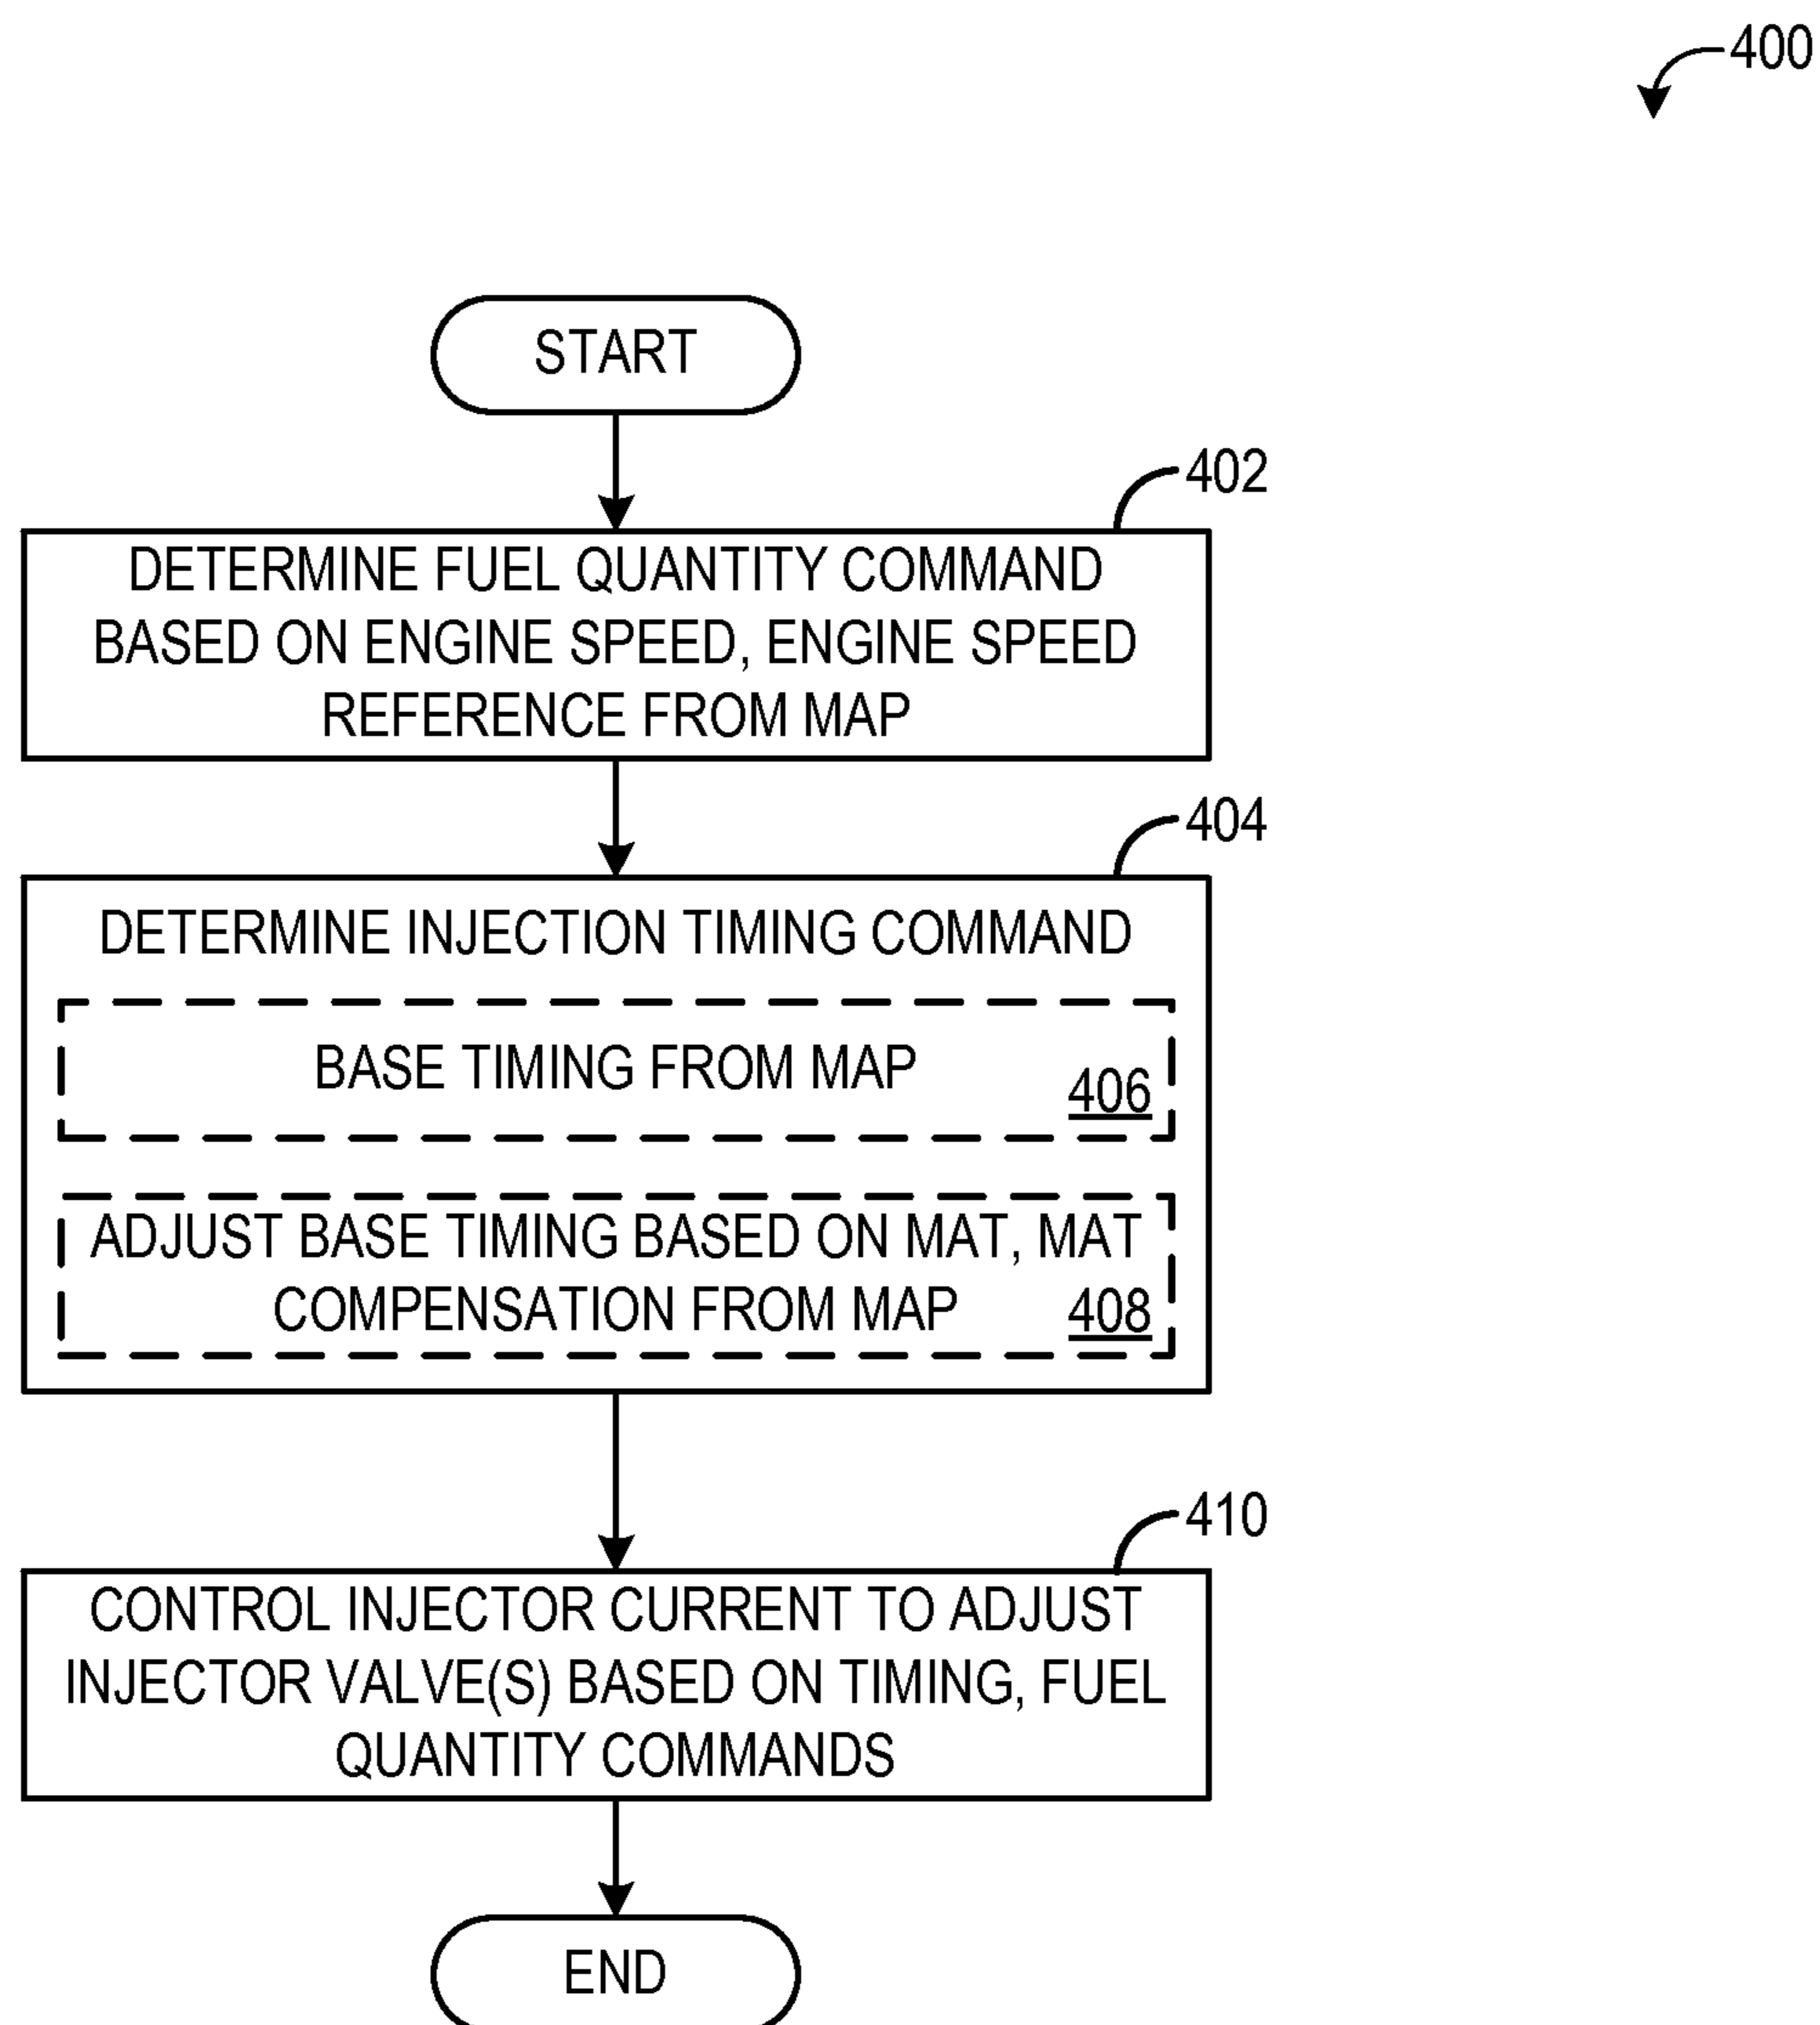 400
START
402
DETERMINE FUEL QUANTITY COMMAND
BASED ON ENGINE SPEED, ENGINE SPEED
REFERENCE FROM MAP
404
DETERMINE INJECTION TIMING COMMAND
BASE TIMING FROM MAP
406
ADJUST BASE TIMING BASED ON MAT, MAT
COMPENSATION FROM MAP 408
410
CONTROL INJECTOR CURRENT TO ADJUST
INJECTOR VALVE(S) BASED ON TIMING, FUEL
QUANTITY COMMANDS
END